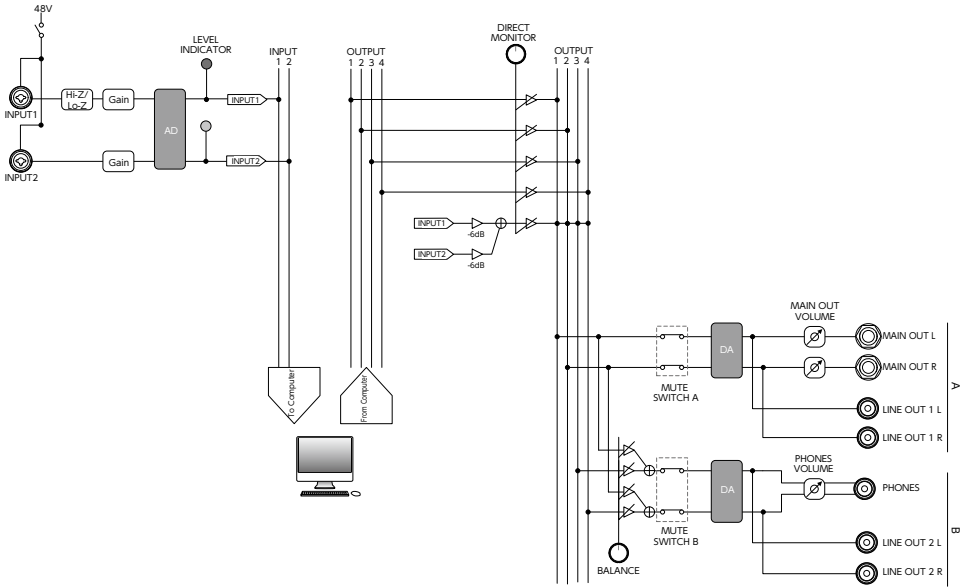 48V
LEVEL
INDICATOR
INPUT
1 2
OUTPUT
1 2 3 4
DIRECT
MONITOR
OUTPUT
1 2 3 4
INPUT1
Hi-Z/
Lo-Z
Gain
AD
INPUT1
INPUT2
Gain
INPUT2
INPUT1
-6dB
INPUT2
-6dB
To Computer
From Computer
MUTE
SWITCH A
DA
MAIN OUT
VOLUME
MAIN OUT L
MAIN OUT R
LINE OUT 1 L
LINE OUT 1 R
A
BALANCE
MUTE
SWITCH B
DA
PHONES
VOLUME
PHONES
LINE OUT 2 L
LINE OUT 2 R
B